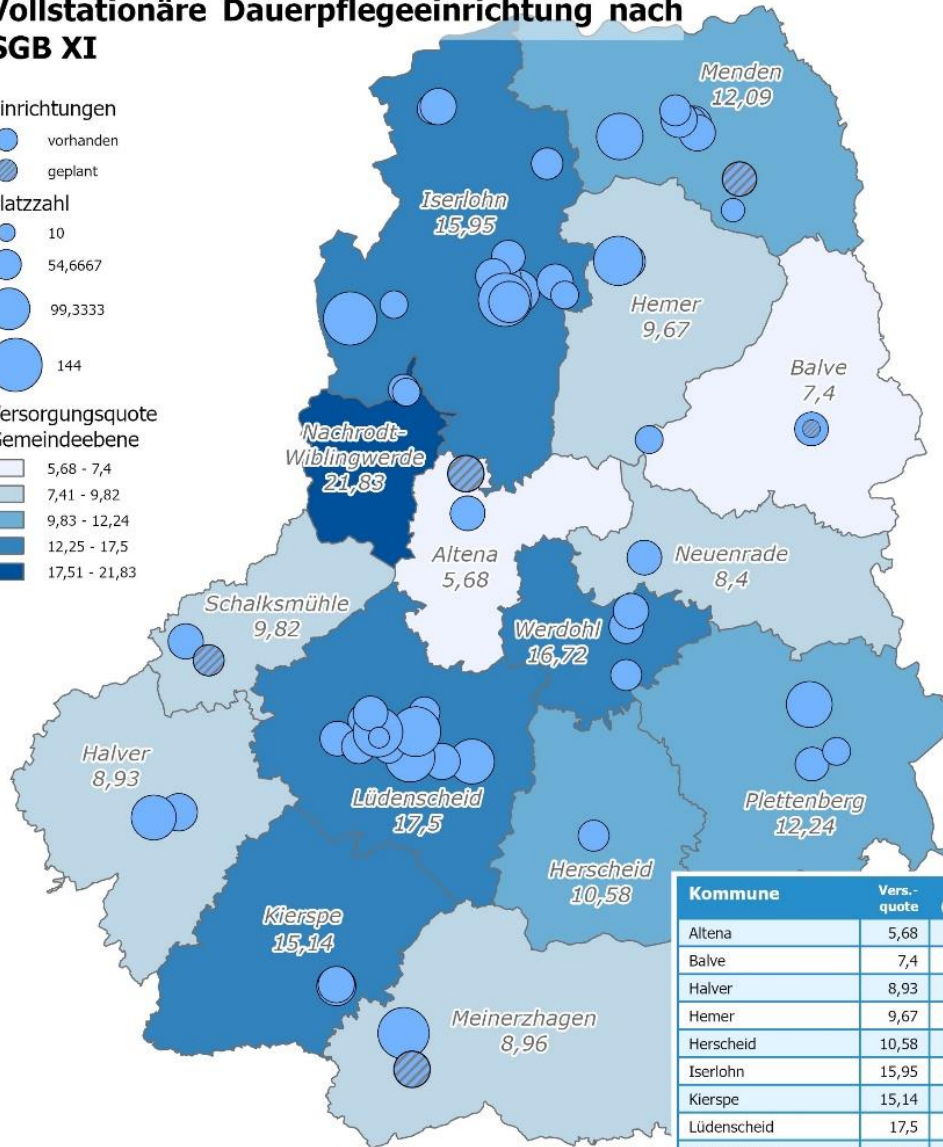 Vollstationäre Dauerpflegeeinrichtung nach
SGB XI
inrichtungen
vorhanden
geplant
latzzahl
10
54,6667
99,3333
144
ersorgungsquote
Gemeindeebene
5,68 - 7,4
7,41 - 9,82
9,83 - 12,24
12,25 - 17,5
17,51 - 21,83
Menden
12,09
Iserlohn
15,95
Hemer
9,67
Balve
7,4
Nachrodt-
Wiblingwerde
21,83
Altena
5,68
Neuenrade
8,4
Schalksmühle
9,82
Werdohl
16,72
Halver
8,93
Lüdenscheid
17,5
Plettenberg
12,24
Herscheid
10,58
Kierspe
15,14
Meinerzhagen
8,96
Kommune Vers.-
quote
Altena 5,68
Balve 7,4
Halver 8,93
Hemer 9,67
Herscheid 10,58
Iserlohn 15,95
Kierspe 15,14
Lüdenscheid 17,5